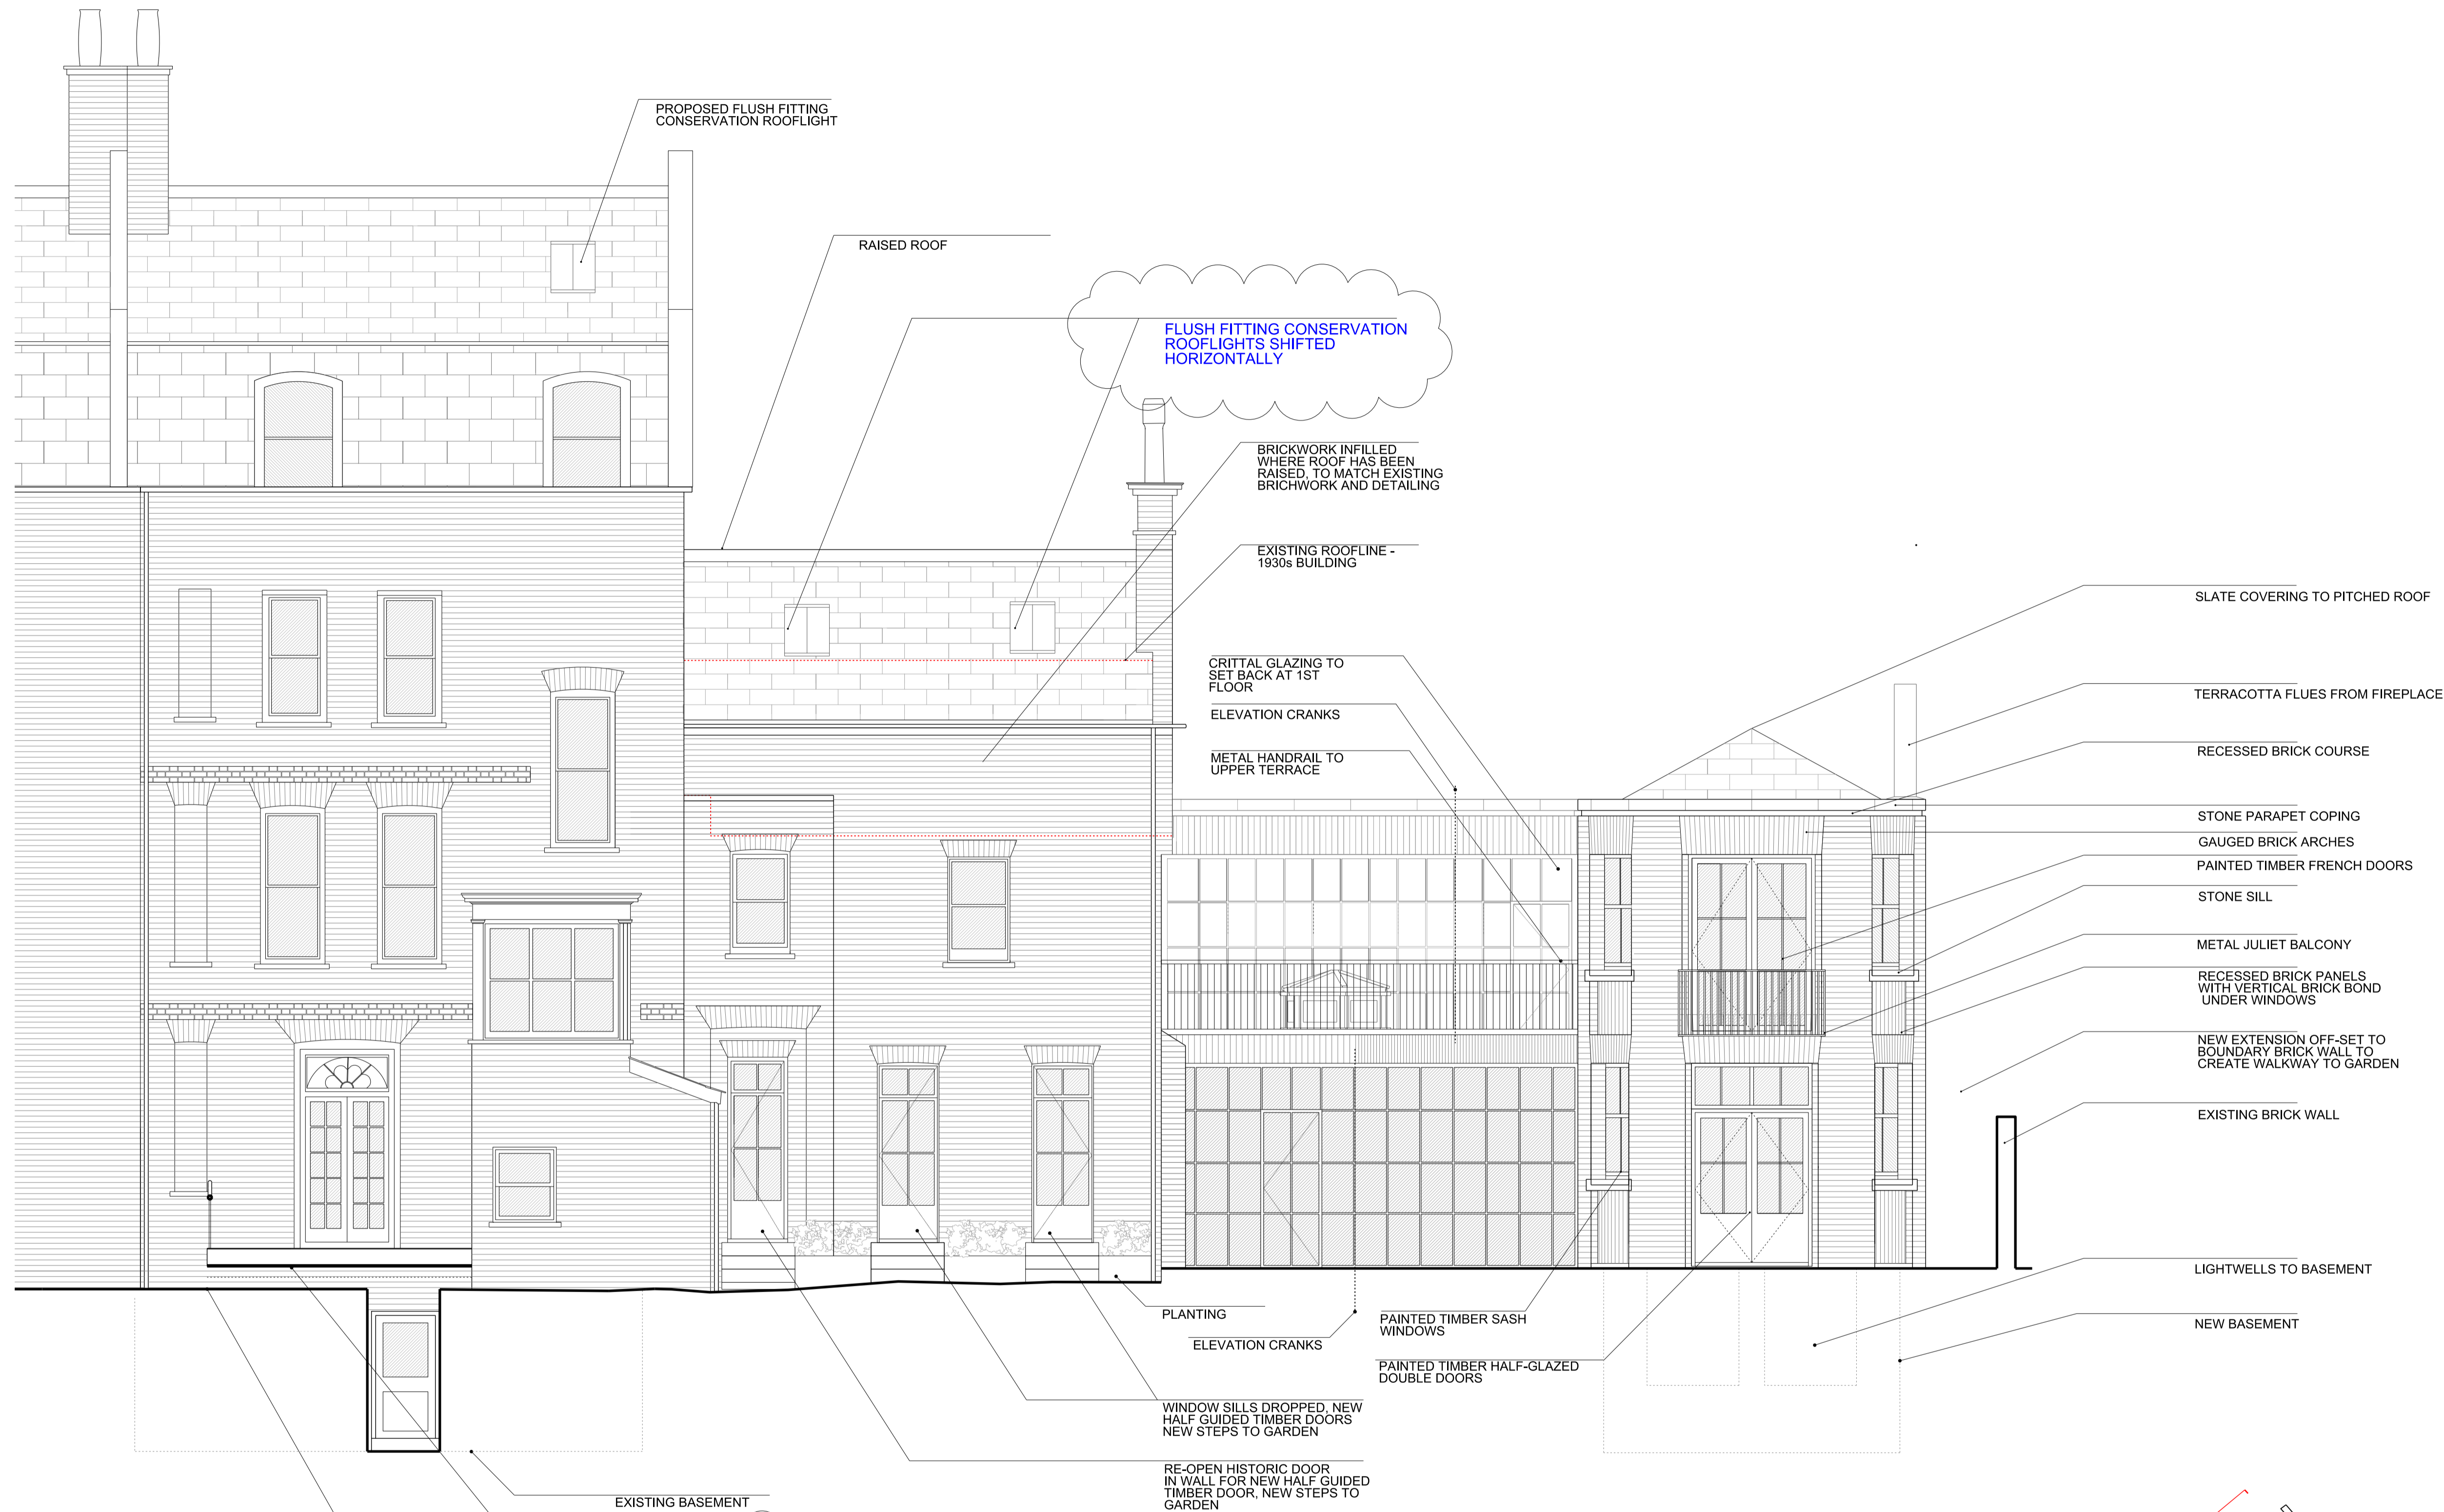 PROPOSED FLUSH FITTING
CONSERVATION ROOFLIGHT
RAISED ROOF
FLUSH FITTING CONSERVATION
ROOFLIGHTS SHIFTED
HORIZONTALLY
BRICKWORK INFILLED
WHERE ROOF HAS BEEN
RAISED, TO MATCH EXISTING
BRICHWORK AND DETAILING
EXISTING ROOFLINE -
1930s BUILDING
CRITTAL GLAZING TO
SET BACK AT 1ST
FLOOR
ELEVATION CRANKS
METAL HANDRAIL TO
UPPER TERRACE
SLATE COVERING TO PITCHED ROOF
TERRACOTTA FLUES FROM FIREPLACE
RECESSED BRICK COURSE
STONE PARAPET COPING
GAUGED BRICK ARCHES
PAINTED TIMBER FRENCH DOORS
STONE SILL
METAL JULIET BALCONY
RECESSED BRICK PANELS
WITH VERTICAL BRICK BOND
UNDER WINDOWS
NEW EXTENSION OFF-SET TO
BOUNDARY BRICK WALL TO
CREATE WALKWAY TO GARDEN
EXISTING BRICK WALL
LIGHTWELLS TO BASEMENT
NEW BASEMENT
PLANTING
ELEVATION CRANKS
PAINTED TIMBER SASH
WINDOWS
PAINTED TIMBER HALF-GLAZED
DOUBLE DOORS
WINDOW SILLS DROPPED, NEW
HALF GUIDED TIMBER DOORS
NEW STEPS TO GARDEN
RE-OPEN HISTORIC DOOR
IN WALL FOR NEW HALF GUIDED
TIMBER DOOR, NEW STEPS TO
GARDEN
EXISTING BASEMENT